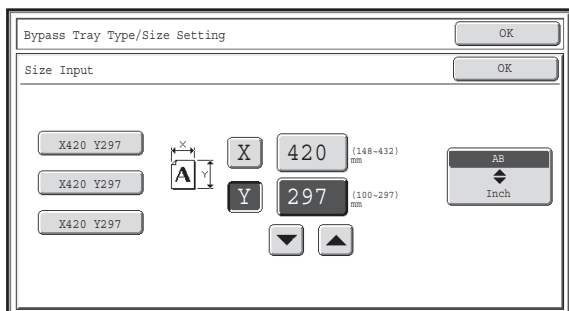 Bypass Tray Type/Size Setting
OK
Size Input
OK
X420 Y297
X420 Y297
X420 Y297
X
A
Y
X
420
(148~432)
mm
Y
297
(100~297)
mm
AB
Inch